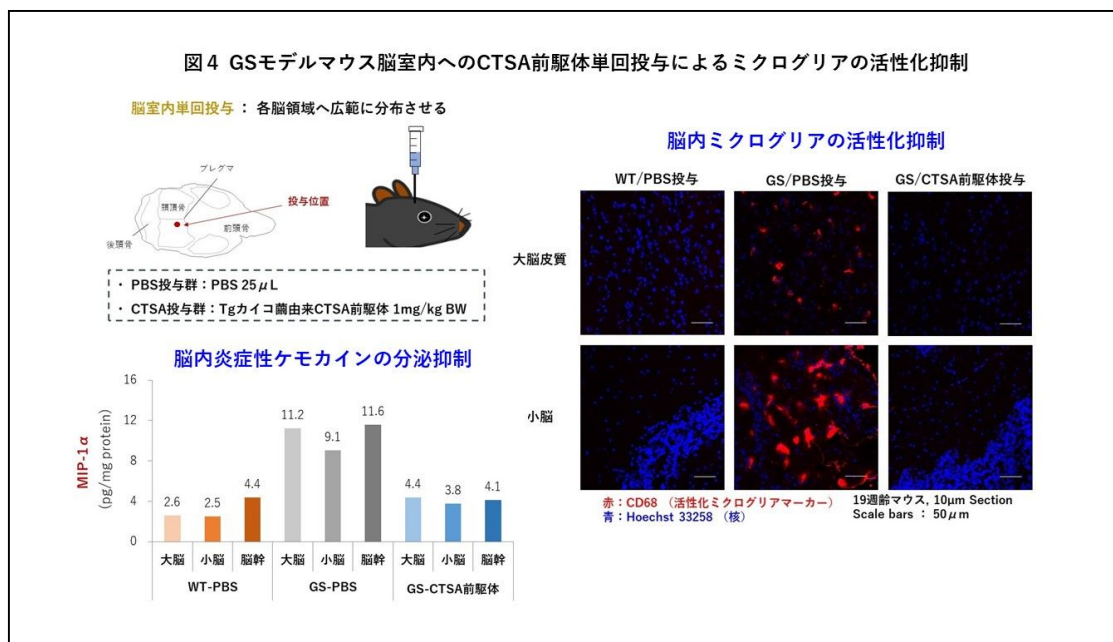 図4 GSモデルマウス脳室内へのCTSA前駆体単回投与によるミクログリアの活性化抑制
脳室内単回投与 : 各脳領域へ広範に分布させる
ブレグマ
投与位置
頭頂骨
前頭骨
後頭骨
・ PBS投与群:PBS 25μL
・ CTSA投与群:Tgカイコ繭由来CTSA前駆体 1mg/kg BW
脳内炎症性ケモカインの分泌抑制
MIP-1α
(pg/mg protein)
16
12
8
4
0
2.6
2.5
4.4
11.2
9.1
11.6
4.4
3.8
4.1
大脳 小脳 脳幹 大脳 小脳 脳幹 大脳 小脳 脳幹
WT-PBS GS-PBS GS-CTSA前駆体
脳内ミクログリアの活性化抑制
WT/PBS投与 GS/PBS投与 GS/CTSA前駆体投与
大脳皮質
小脳
赤:CD68 (活性化ミクログリアマーカー)
青:Hoechst 33258 (核)
19週齢マウス, 10μm Section
Scale bars : 50μm